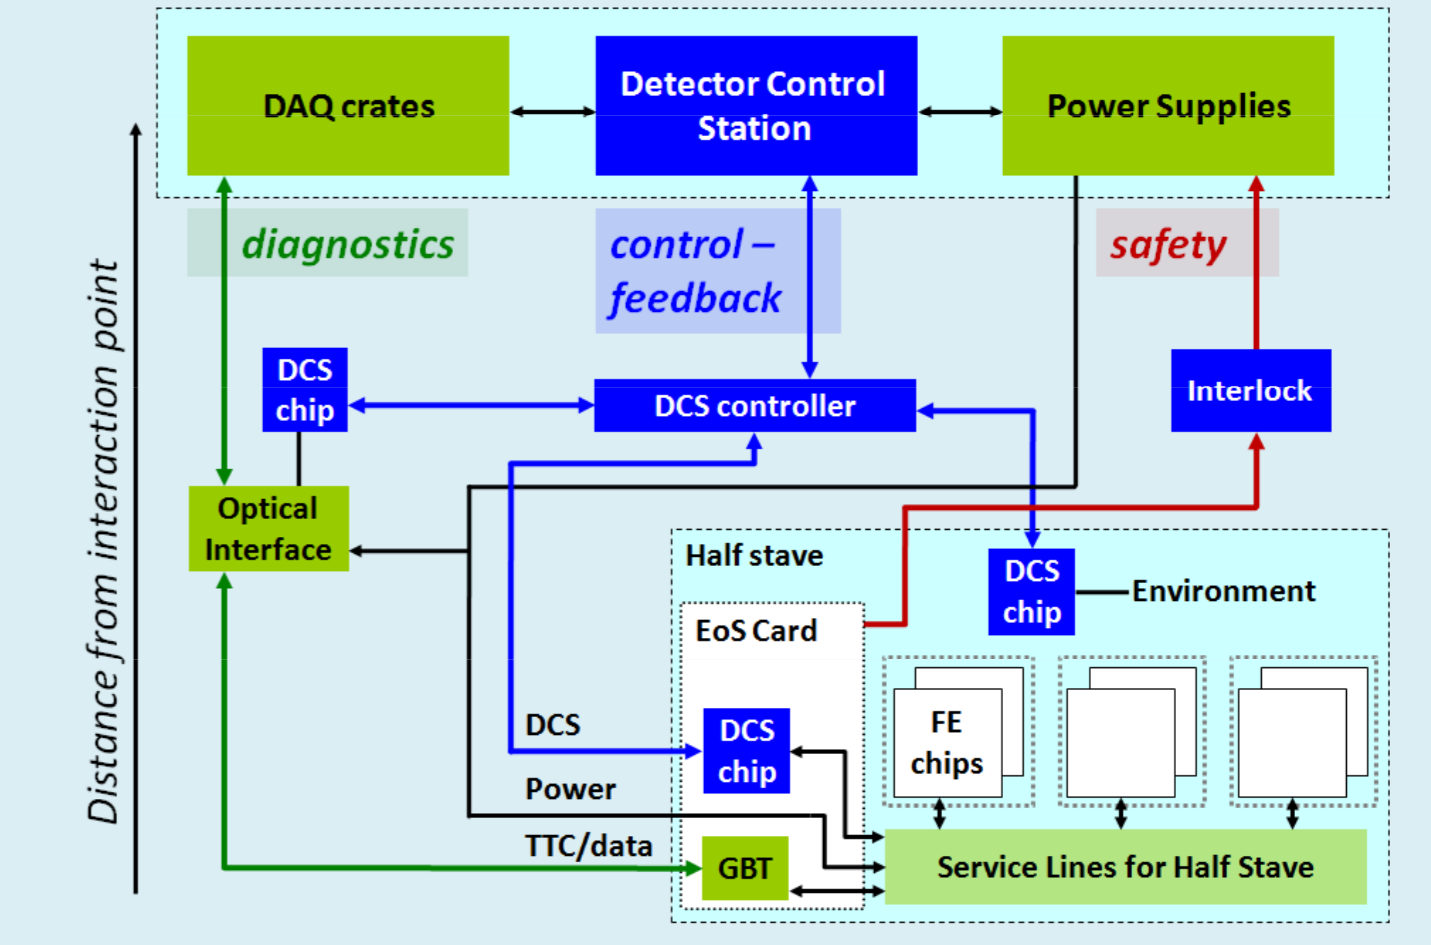 DAQ crates
Detector Control
Station
Power Supplies
diagnostics
control –
feedback
safety
Distance from interaction point
DCS
chip
DCS controller
Interlock
Optical
Interface
Half stave
DCS
chip
Environment
EoS Card
DCS
DCS
chip
FE
chips
Power
TTC/data
GBT
Service Lines for Half Stave